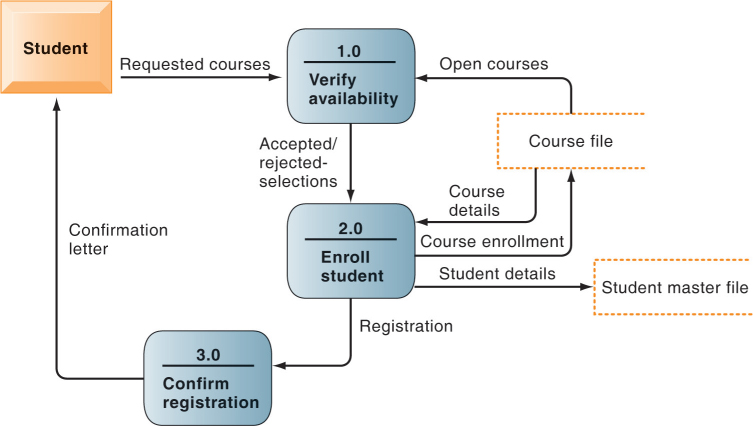 Student
Requested courses
1.0
Verify
availability
Open courses
Course file
Accepted/
rejected-
selections
Course
details
2.0
Enroll
student
Course enrollment
Student details
Student master file
Confirmation
letter
Registration
3.0
Confirm
registration